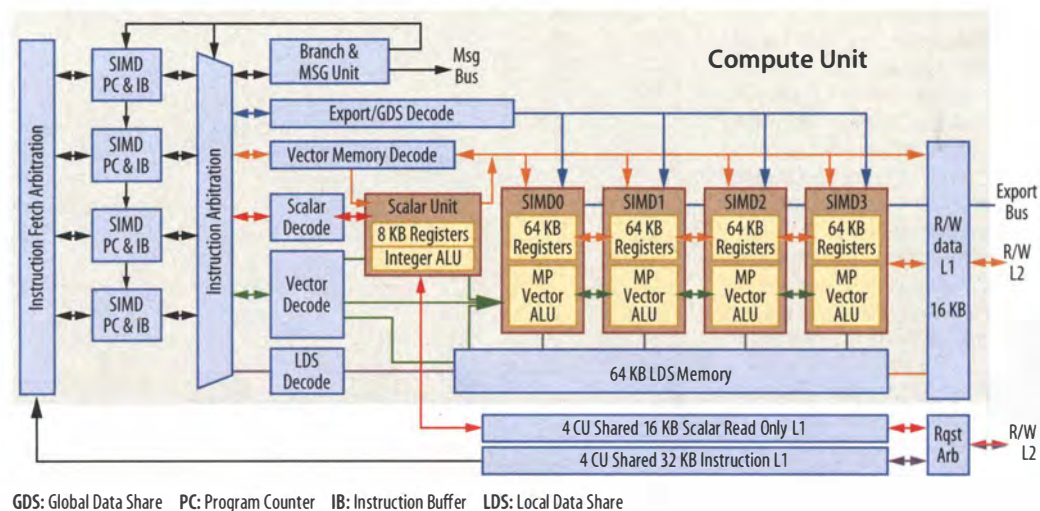 Compute Unit
Instruction Fetch Arbitration
SIMD
PC & IB
SIMD
PC & IB
SIMD
PC & IB
SIMD
PC & IB
Instruction Arbitration
Branch &
MSG Unit
Msg
Bus
Export/GDS Decode
Vector Memory Decode
Scalar
Decode
Scalar Unit
8 KB Registers
Integer ALU
Vector
Decode
LDS
Decode
SIMD0
64 KB
Registers
MP
Vector
ALU
SIMD1
64 KB
Registers
MP
Vector
ALU
SIMD2
64 KB
Registers
MP
Vector
ALU
SIMD3
64 KB
Registers
MP
Vector
ALU
64 KB LDS Memory
R/W
data
L1
16 KB
Export
Bus
R/W
L2
4 CU Shared 16 KB Scalar Read Only L1
4 CU Shared 32 KB Instruction L1
Rqst
Arb
R/W
L2
GDS: Global Data Share PC: Program Counter IB: Instruction Buffer LDS: Local Data Share